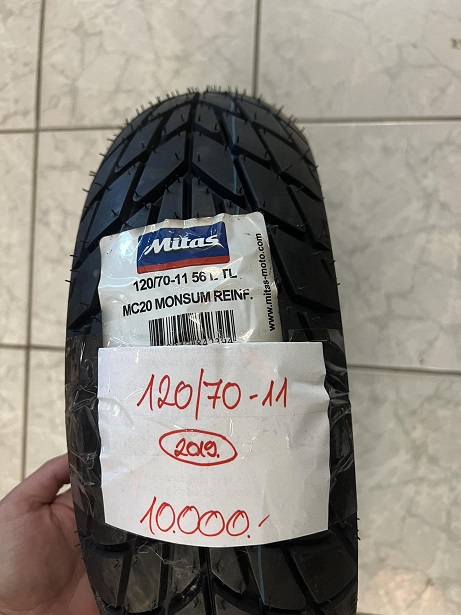 Mitas
120/70-11 56 L TL
MC20 MONSUM REINF.
www.mitas-moto.com
120/70-11
2019.
10.000.-